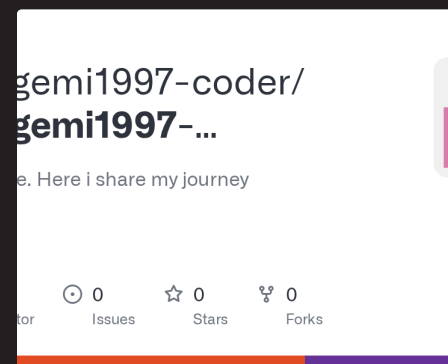 gemi1997-coder/
gemi1997-...
e. Here i share my journey
0 0 0
tor Issues Stars Forks